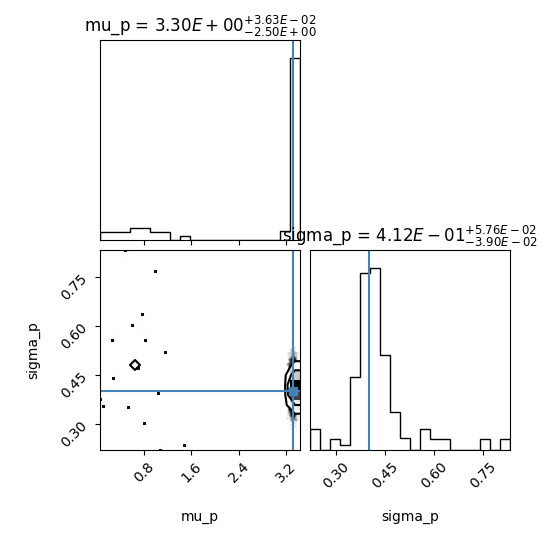 mu_p = 3.30E + 00+3.63E−02 −2.50E+00
sigma_p = 4.12E − 01+5.76E−02 −3.90E−02
0.75
0.60
0.45
0.30
sigma_p
0.8 1.6 2.4 3.2
0.30 0.45 0.60 0.75
mu_p
sigma_p